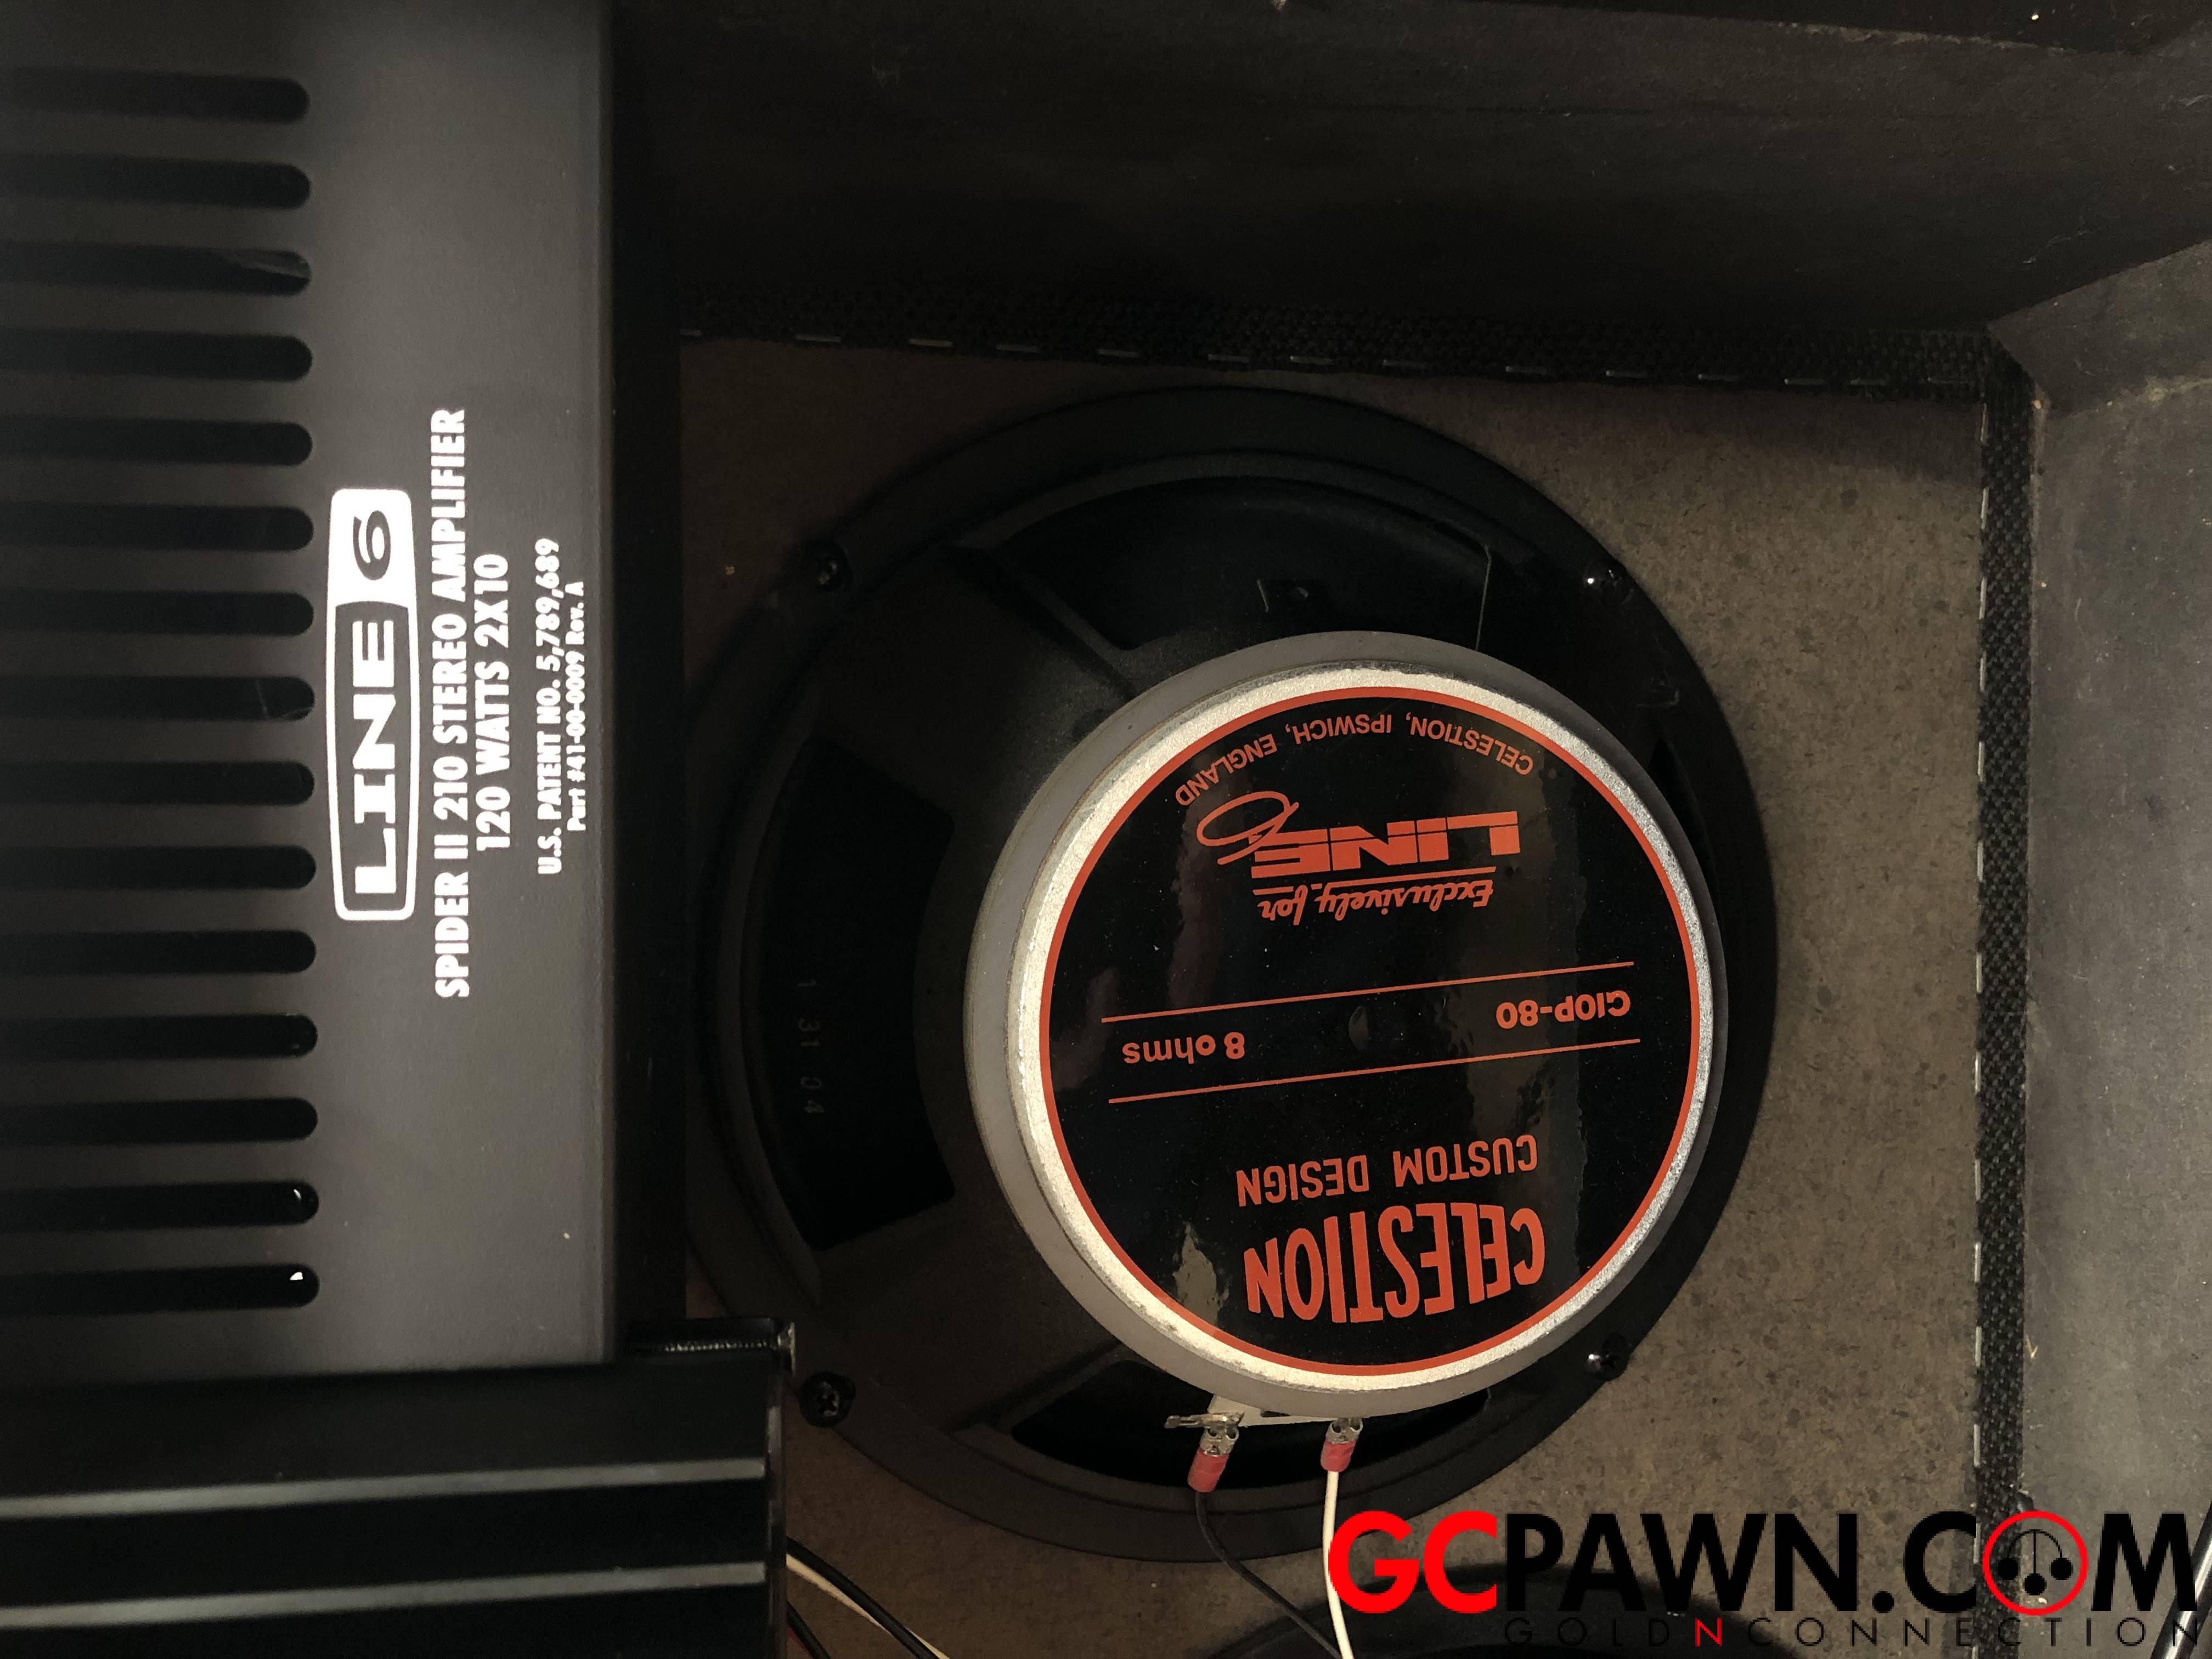 LINE 6
SPIDER II 210 STEREO AMPLIFIER
120 WATTS 2X10
U.S. PATENT NO. 5,789,689
Part #41-00-0009 Rev. A
1 31 04
CELESTION
CUSTOM DESIGN
G10P-80 8 ohms
Exclusively for
LINE 6
CELESTION, IPSWICH, ENGLAND
GCPAWN.COM
GOLDNCONNECTION